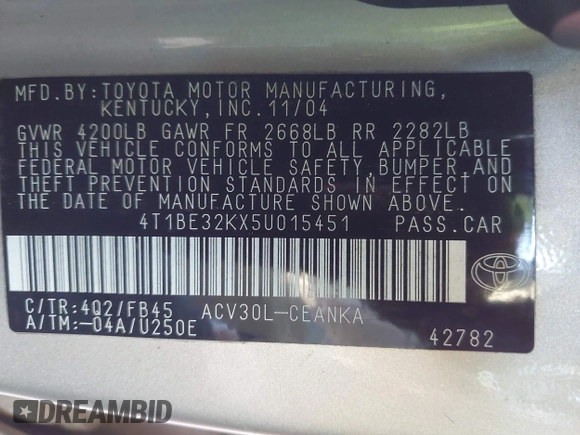 MFD.BY:TOYOTA MOTOR MANUFACTURING,
KENTUCKY,INC.11/04
GVWR 4200LB GAWR FR 2668LB RR 2282LB
THIS VEHICLE CONFORMS TO ALL APPLICABLE
FEDERAL MOTOR VEHICLE SAFETY,BUMPER,AND
THEFT PREVENTION STANDARDS IN EFFECT ON
THE DATE OF MANUFACTURE SHOWN ABOVE.
4T1BE32KX5U015451 PASS.CAR
C/TR:4Q2/FB45 ACV30L-CEANKA
A/TM:-04A/U250E
42782
DREAMBID